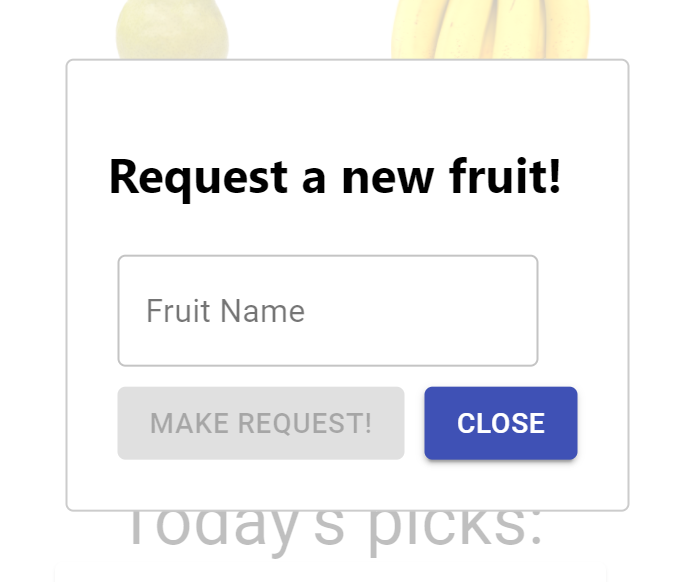 Request a new fruit!
Fruit Name
MAKE REQUEST! CLOSE
Today's picks: